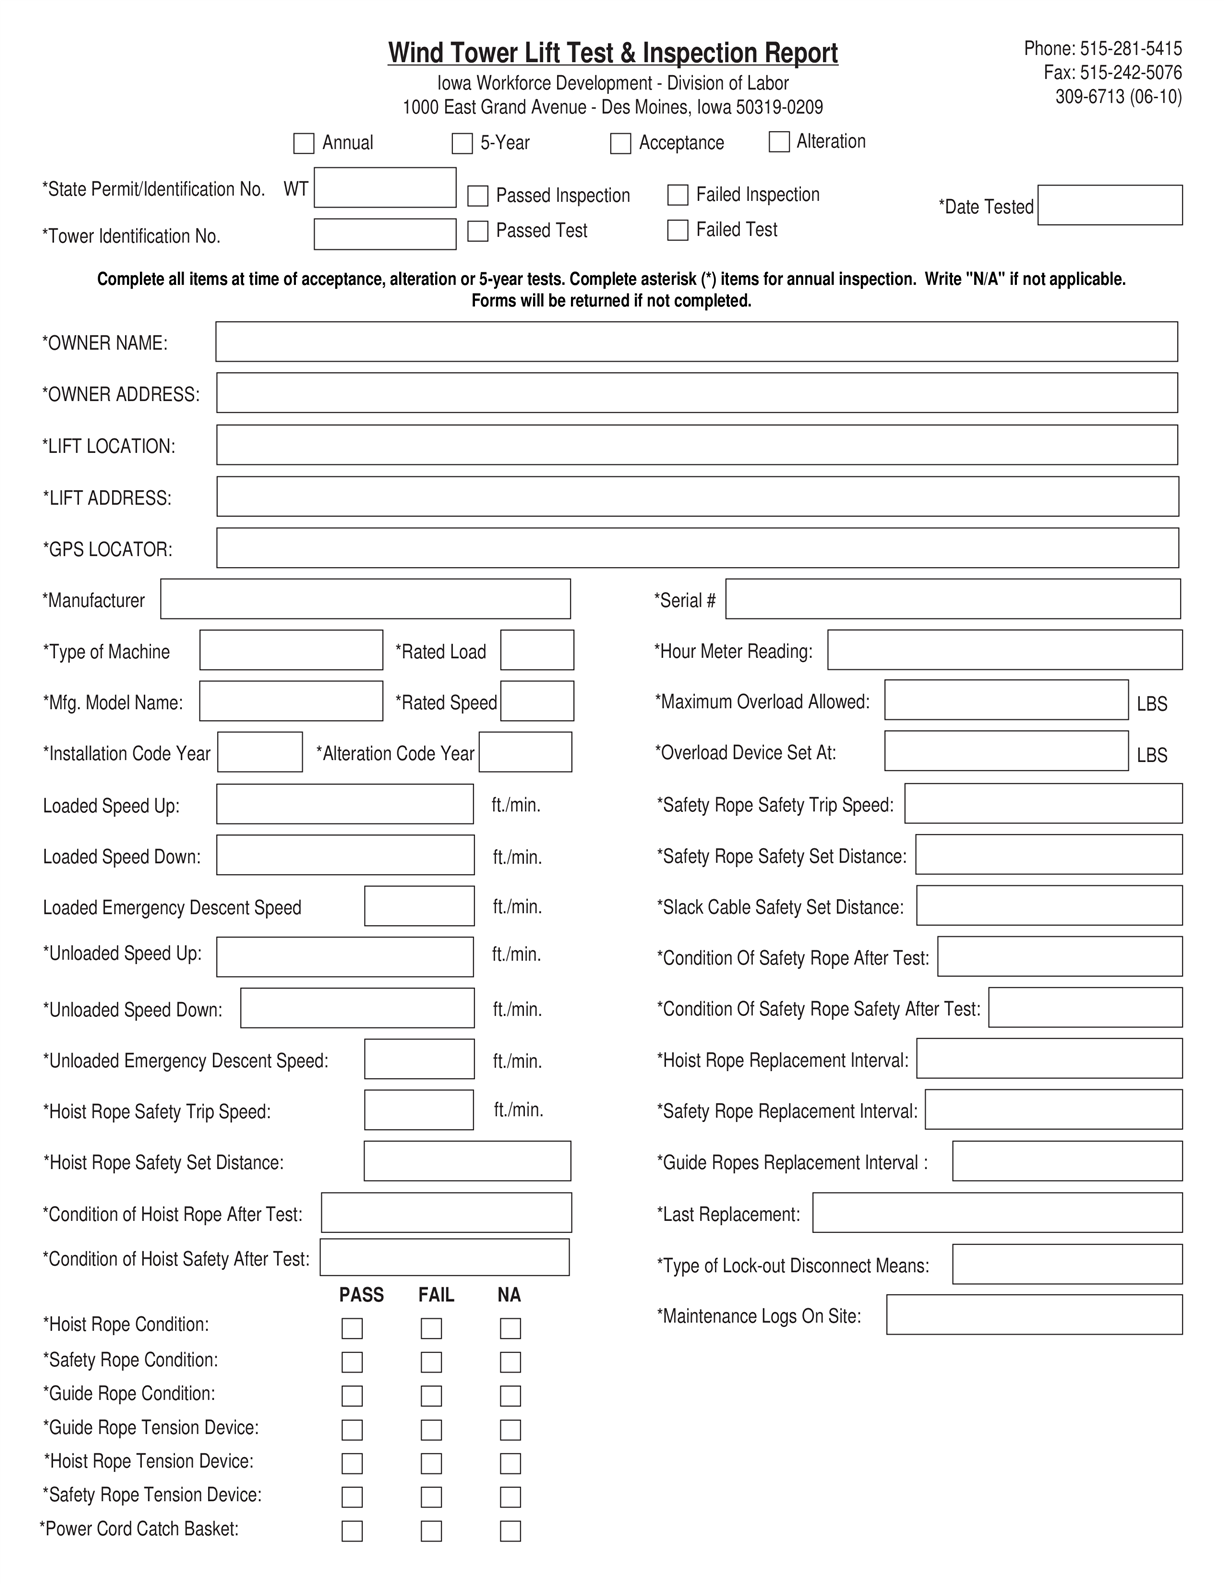 Wind Tower Lift Test & Inspection Report
Iowa Workforce Development - Division of Labor
1000 East Grand Avenue - Des Moines, Iowa 50319-0209
Phone: 515-281-5415
Fax: 515-242-5076
309-6713 (06-10)
Annual 5-Year Acceptance Alteration
*State Permit/Identification No. WT Passed Inspection Failed Inspection *Date Tested
*Tower Identification No. Passed Test Failed Test
Complete all items at time of acceptance, alteration or 5-year tests. Complete asterisk (*) items for annual inspection. Write "N/A" if not applicable.
Forms will be returned if not completed.
*OWNER NAME:
*OWNER ADDRESS:
*LIFT LOCATION:
*LIFT ADDRESS:
*GPS LOCATOR:
*Manufacturer *Serial #
*Type of Machine *Rated Load *Hour Meter Reading:
*Mfg. Model Name: *Rated Speed *Maximum Overload Allowed: LBS
*Installation Code Year *Alteration Code Year *Overload Device Set At: LBS
Loaded Speed Up: ft./min. *Safety Rope Safety Trip Speed:
Loaded Speed Down: ft./min. *Safety Rope Safety Set Distance:
Loaded Emergency Descent Speed ft./min. *Slack Cable Safety Set Distance:
*Unloaded Speed Up: ft./min. *Condition Of Safety Rope After Test:
*Unloaded Speed Down: ft./min. *Condition Of Safety Rope Safety After Test:
*Unloaded Emergency Descent Speed: ft./min. *Hoist Rope Replacement Interval:
*Hoist Rope Safety Trip Speed: ft./min. *Safety Rope Replacement Interval:
*Hoist Rope Safety Set Distance: *Guide Ropes Replacement Interval :
*Condition of Hoist Rope After Test: *Last Replacement:
*Condition of Hoist Safety After Test: *Type of Lock-out Disconnect Means:
PASS FAIL NA
*Hoist Rope Condition: *Maintenance Logs On Site:
*Safety Rope Condition:
*Guide Rope Condition:
*Guide Rope Tension Device:
*Hoist Rope Tension Device:
*Safety Rope Tension Device:
*Power Cord Catch Basket: